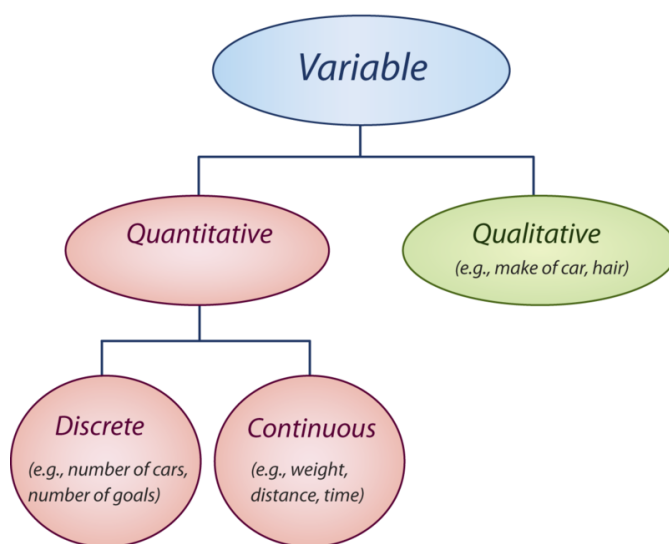 Variable
Quantitative
Qualitative
(e.g., make of car, hair)
Discrete
(e.g., number of cars,
number of goals)
Continuous
(e.g., weight,
distance, time)